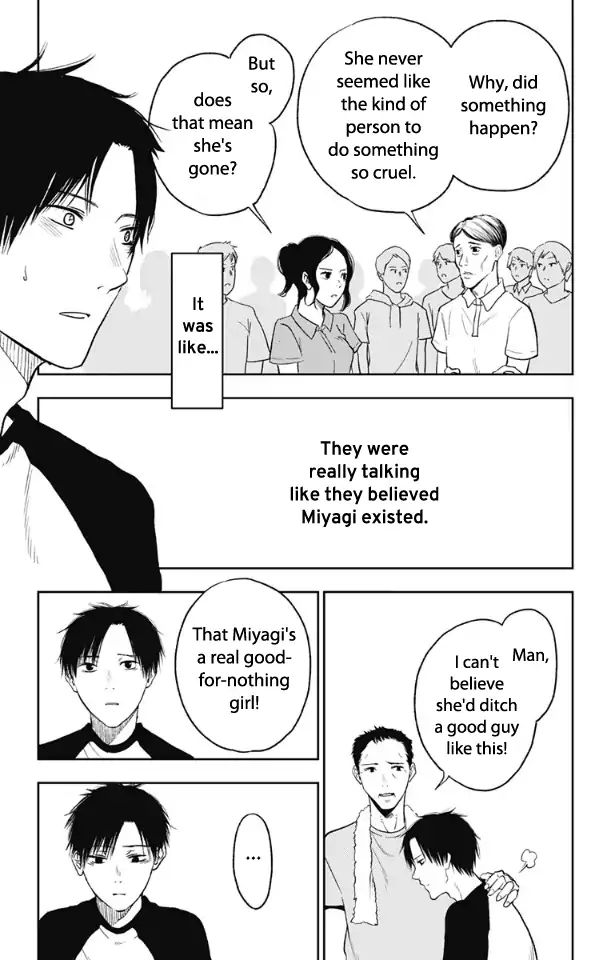 Why, did
something
happen?
She never
seemed like
the kind of
person to
do something
so cruel.
But
so,
does
that mean
she's
gone?
It
was
like...
They were
really talking
like they believed
Miyagi existed.
Man,
I can't
believe
she'd ditch
a good guy
like this!
That Miyagi's
a real good-
for-nothing
girl!
...